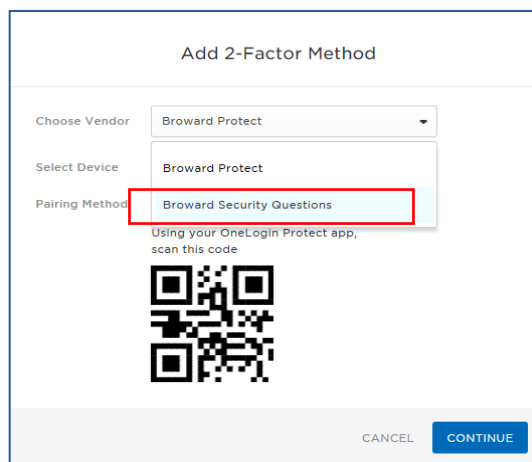 Add 2-Factor Method
Choose Vendor
Broward Protect
Select Device
Broward Protect
Pairing Method
Broward Security Questions
Using your OneLogin Protect app,
scan this code
CANCEL
CONTINUE